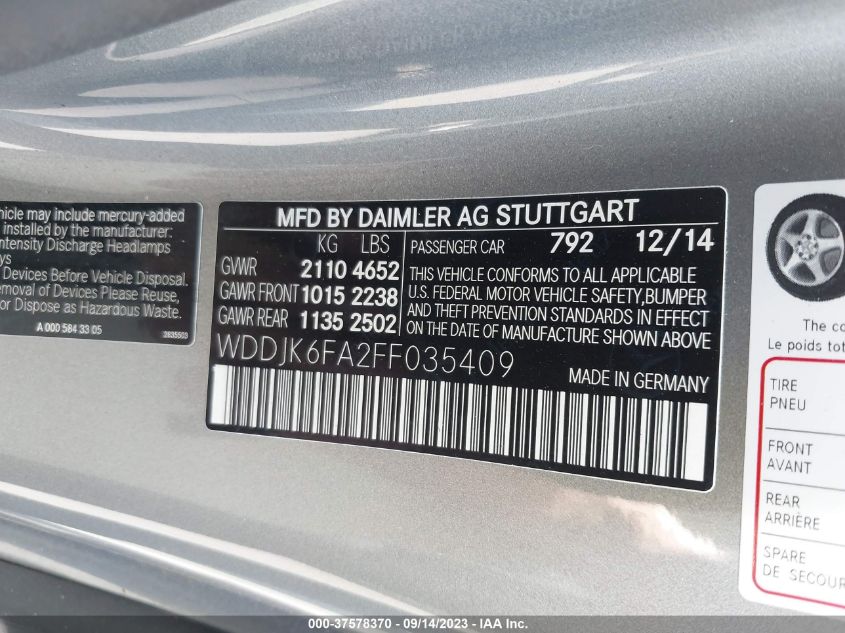 hicle may include mercury-added
installed by the manufacturer:
ntensity Discharge Headlamps
ys
Devices Before Vehicle Disposal.
emoval of Devices Please Reuse,
or Dispose as Hazardous Waste.
A 000 584 33 05
2835503
MFD BY DAIMLER AG STUTTGART
KG LBS
PASSENGER CAR 792 12/14
GVWR 2110 4652
GAWR FRONT 1015 2238
GAWR REAR 1135 2502
THIS VEHICLE CONFORMS TO ALL APPLICABLE
U.S. FEDERAL MOTOR VEHICLE SAFETY,BUMPER
AND THEFT PREVENTION STANDARDS IN EFFECT
ON THE DATE OF MANUFACTURE SHOWN ABOVE
WDDJK6FA2FF035409
MADE IN GERMANY
The co
Le poids tot
TIRE
PNEU
FRONT
AVANT
REAR
ARRIÈRE
SPARE
DE SECOUR
000-37578370 - 09/14/2023 - IAA Inc.